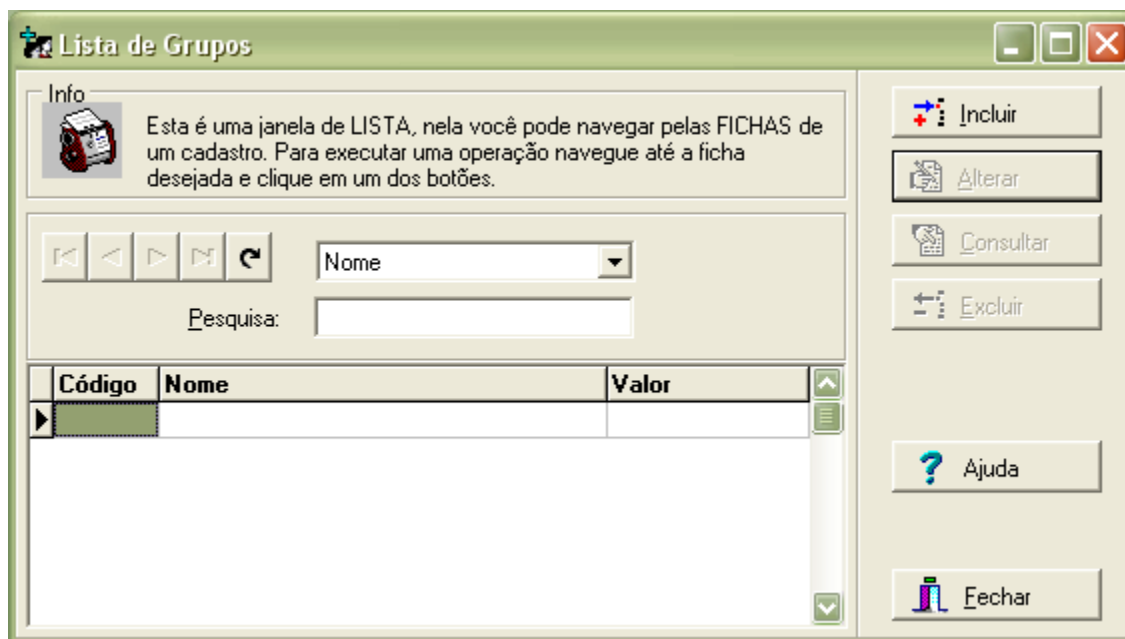 Lista de Grupos
Info
Esta é uma janela de LISTA, nela você pode navegar pelas FICHAS de
um cadastro. Para executar uma operação navegue até a ficha
desejada e clique em um dos botões.
Incluir
Alterar
Consultar
Excluir
Nome
Pesquisa:
Código Nome Valor
Ajuda
Fechar